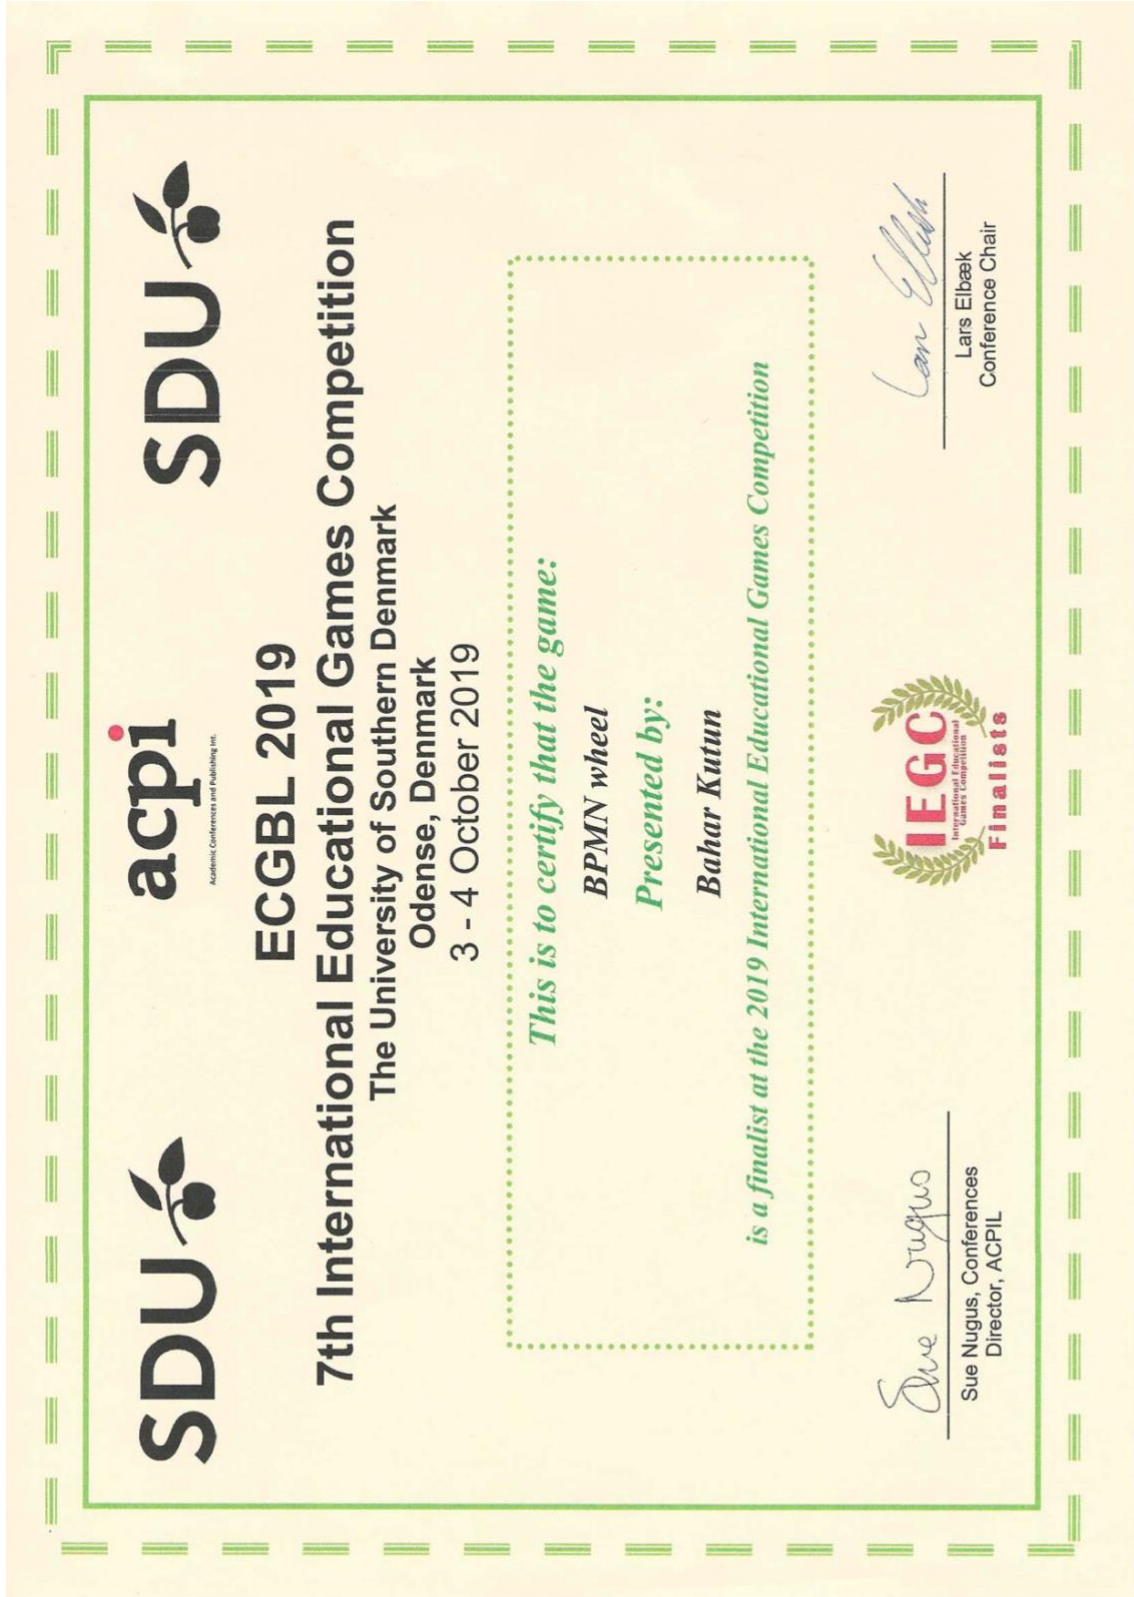 SDU
acpi
Academic Conferences and Publishing Int.
SDU
ECGBL 2019
7th International Educational Games Competition
The University of Southern Denmark
Odense, Denmark
3 - 4 October 2019
This is to certify that the game:
BPMN wheel
Presented by:
Bahar Kutun
is a finalist at the 2019 International Educational Games Competition
Sue Nugus
Sue Nugus, Conferences
Director, ACPIL
IEGC
International Educational
Games Competition
Finalists
Lars Elbæk
Conference Chair